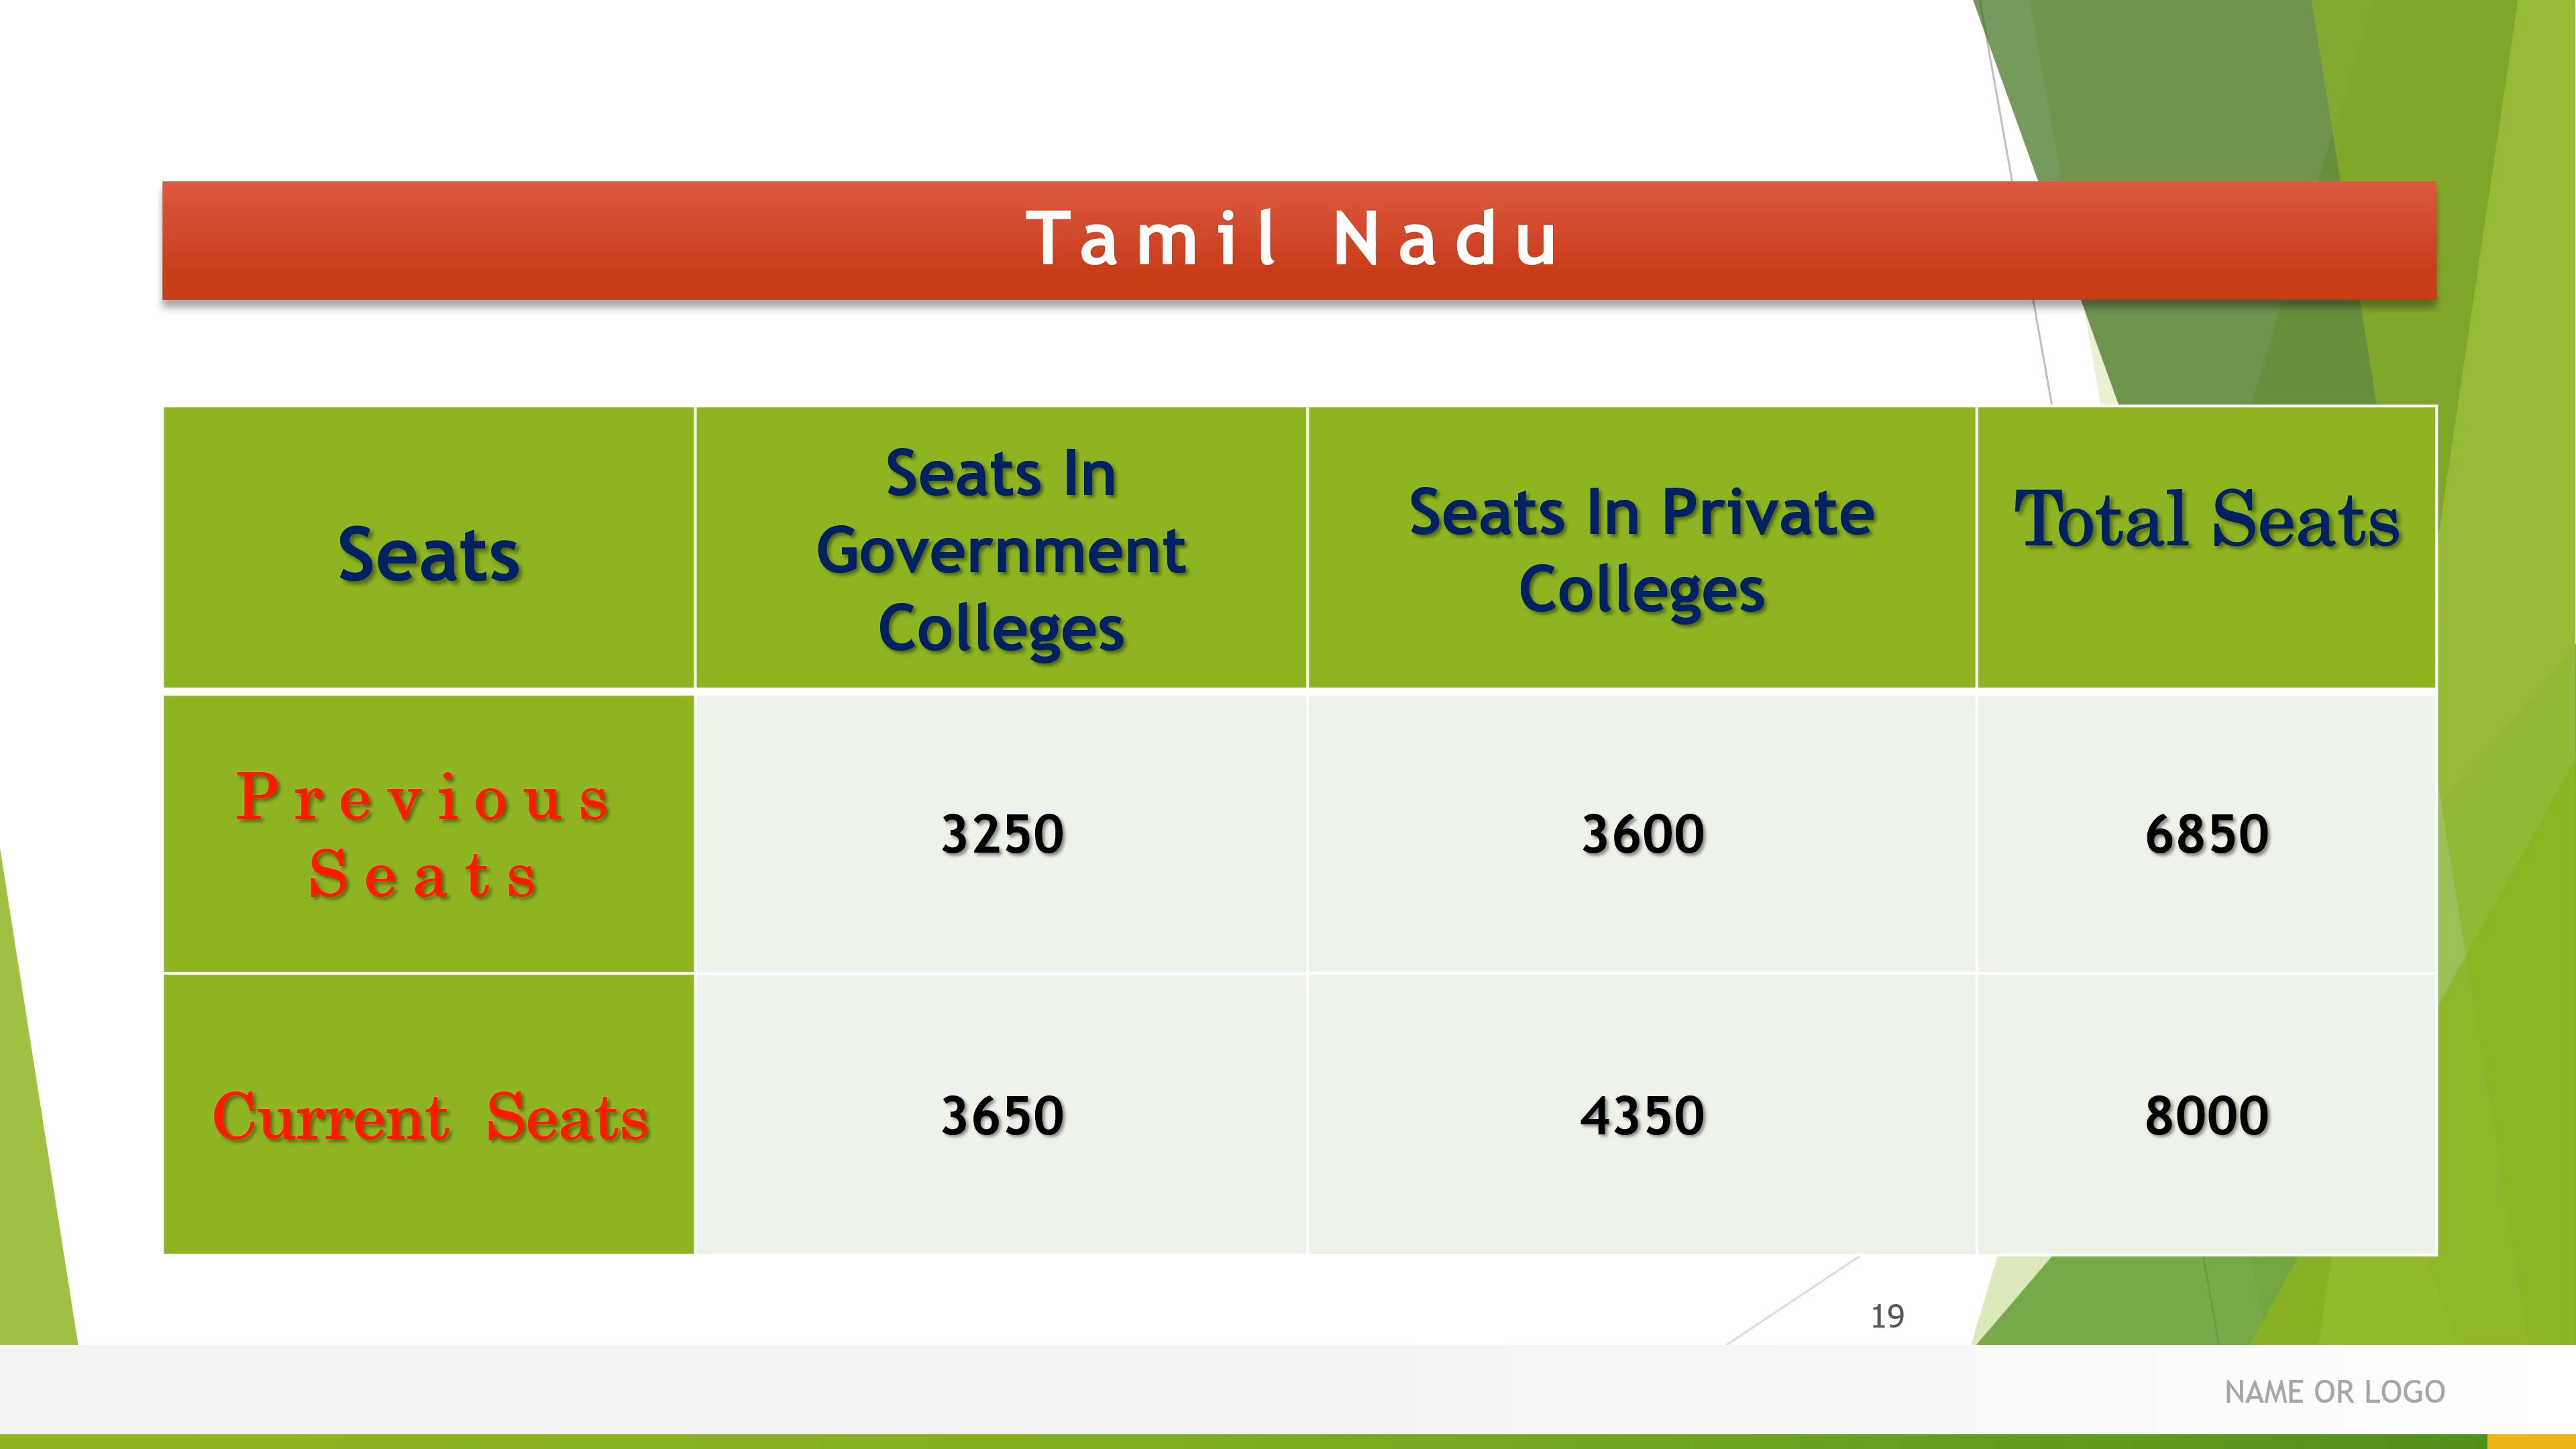 Tamil Nadu
Seats
Seats In
Government
Colleges
Seats In Private
Colleges
Total Seats
Previous
Seats
3250
3600
6850
Current Seats
3650
4350
8000
19
NAME OR LOGO